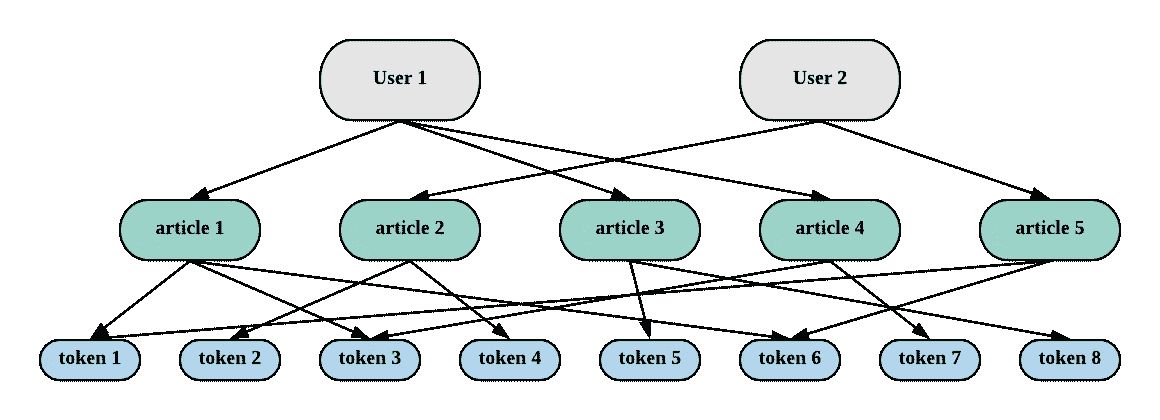 User 1
User 2
article 1
article 2
article 3
article 4
article 5
token 1
token 2
token 3
token 4
token 5
token 6
token 7
token 8